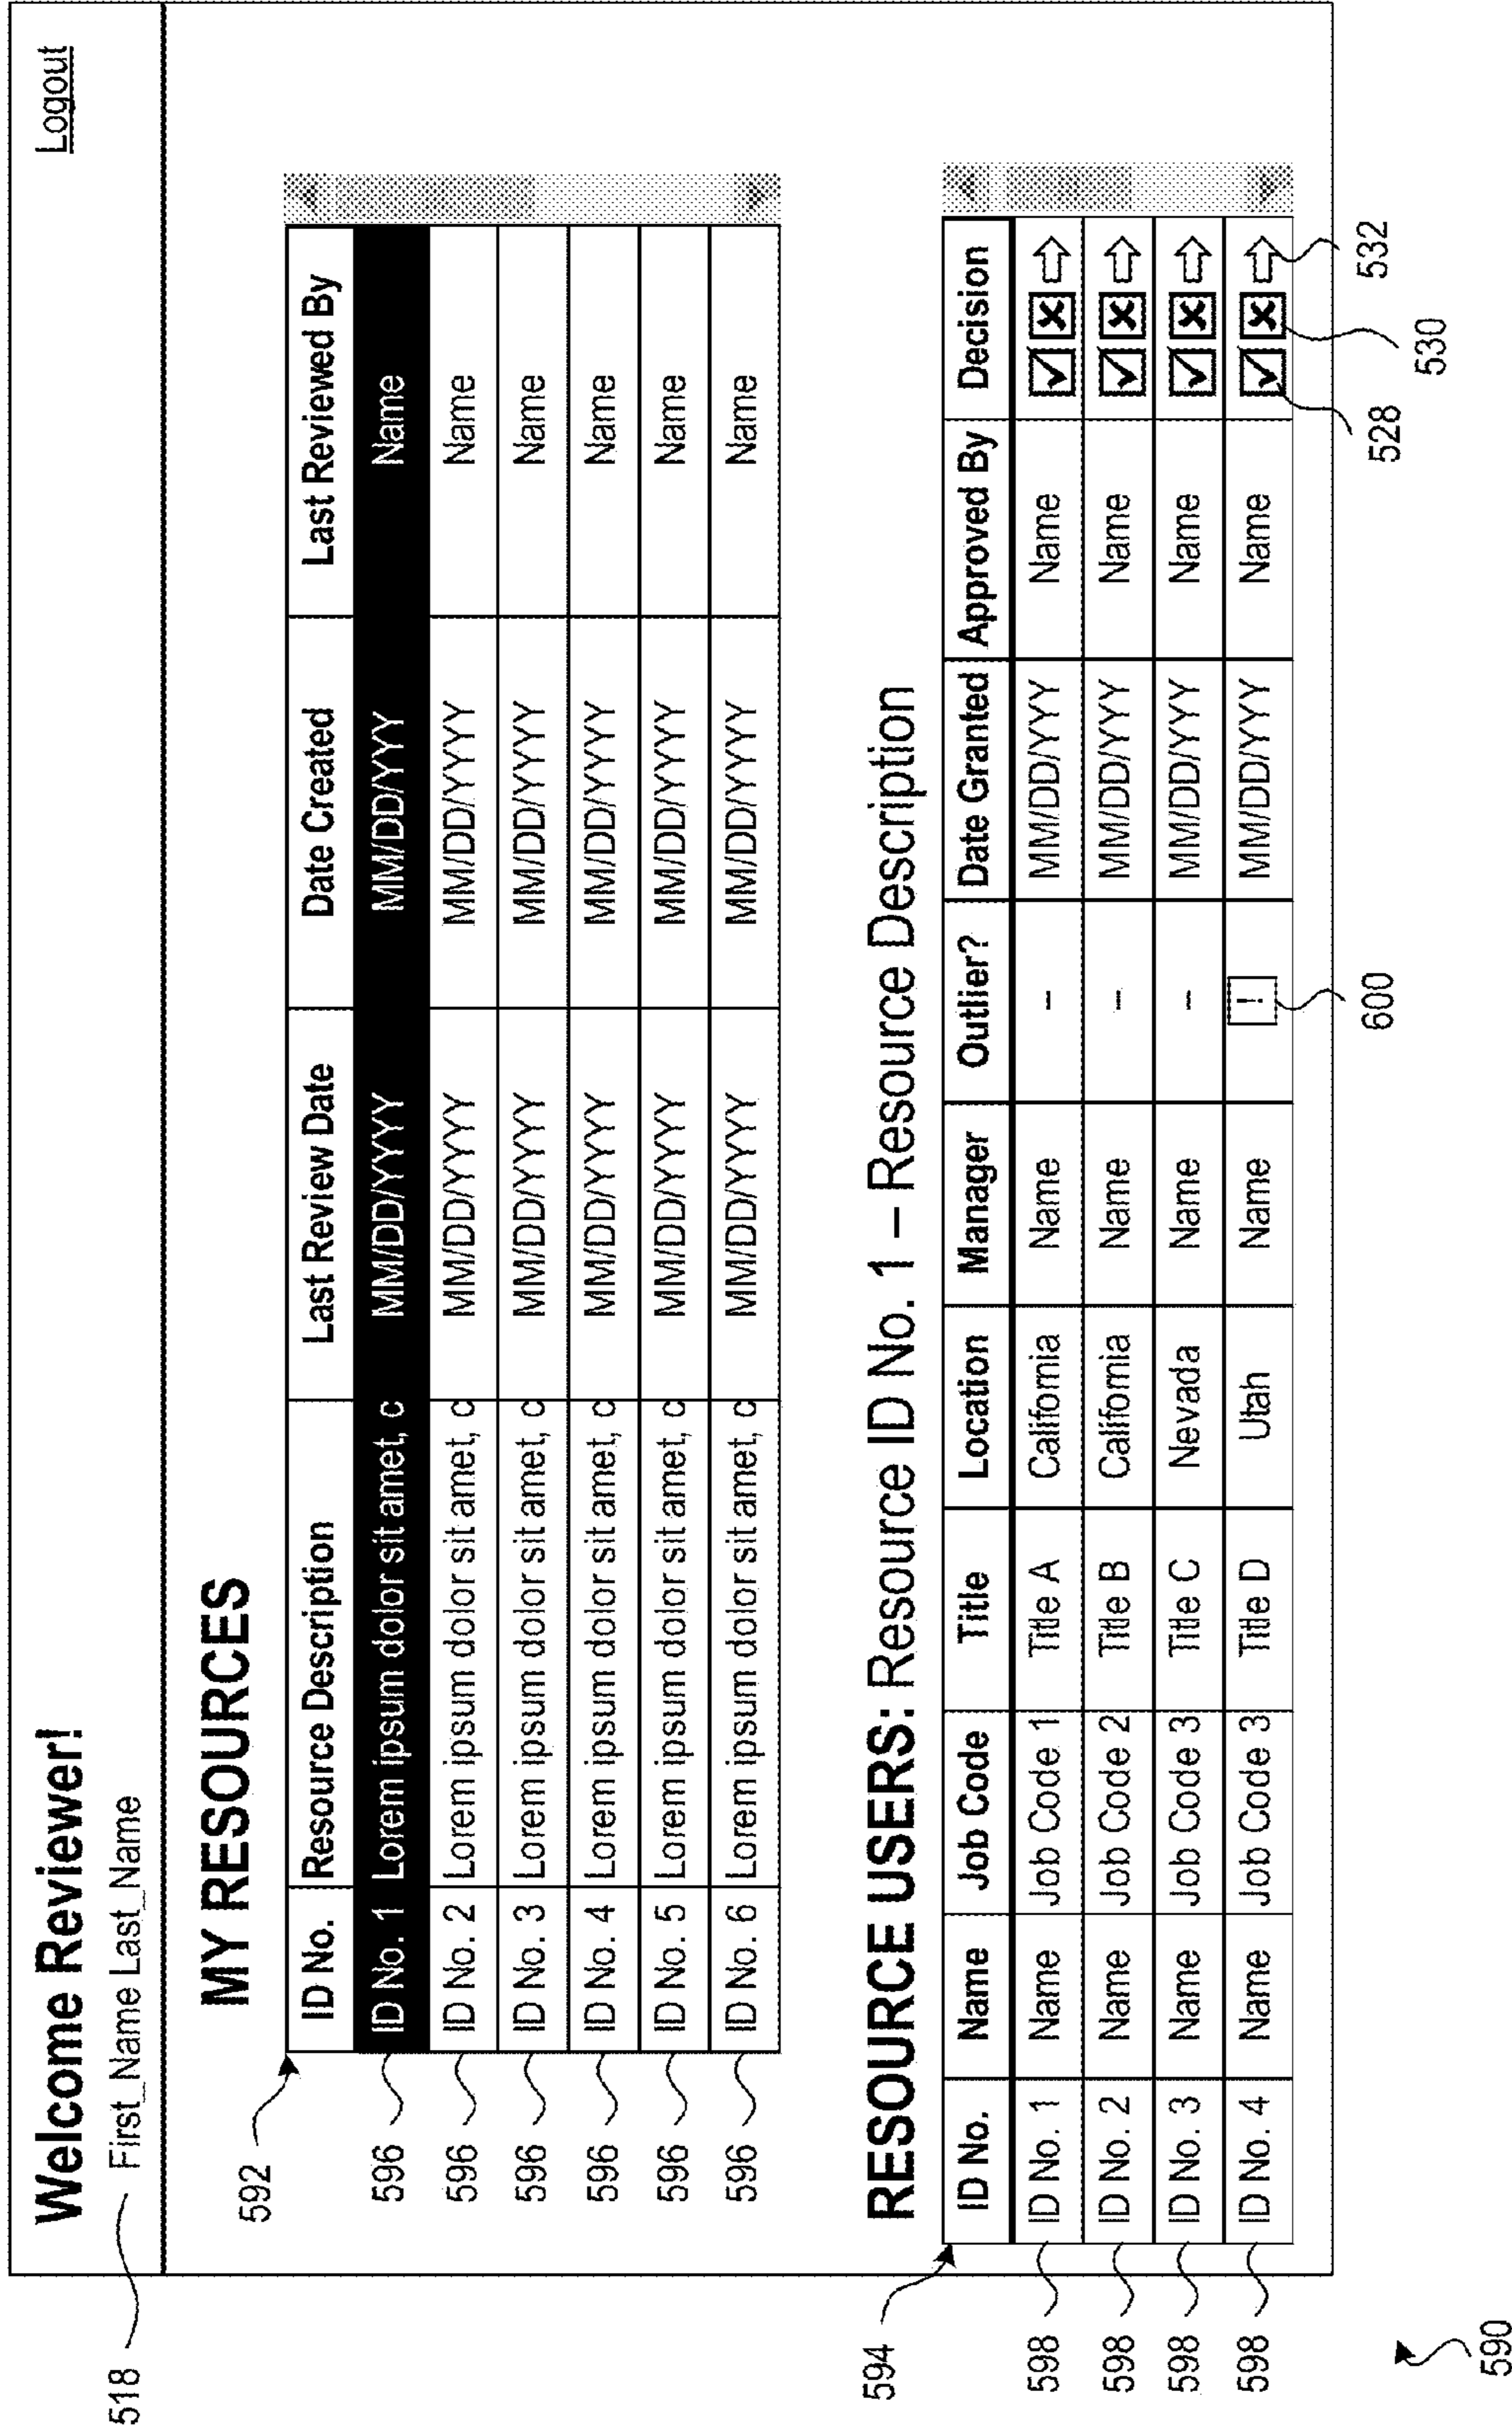 Welcome Reviewer! Logout
518 First_Name Last_Name
MY RESOURCES
592
ID No. Resource Description Last Review Date Date Created Last Reviewed By
596 ID No. 1 Lorem ipsum dolor sit amet, c MM/DD/YYYY MM/DD/YYY Name
596 ID No. 2 Lorem ipsum dolor sit amet, c MM/DD/YYYY MM/DD/YYYY Name
596 ID No. 3 Lorem ipsum dolor sit amet, c MM/DD/YYYY MM/DD/YYYY Name
596 ID No. 4 Lorem ipsum dolor sit amet, c MM/DD/YYYY MM/DD/YYYY Name
596 ID No. 5 Lorem ipsum dolor sit amet, c MM/DD/YYYY MM/DD/YYYY Name
596 ID No. 6 Lorem ipsum dolor sit amet, c MM/DD/YYYY MM/DD/YYYY Name
RESOURCE USERS: Resource ID No. 1 – Resource Description
594
ID No. Name Job Code Title Location Manager Outlier? Date Granted Approved By Decision
598 ID No. 1 Name Job Code 1 Title A California Name – MM/DD/YYY Name
598 ID No. 2 Name Job Code 2 Title B California Name – MM/DD/YYY Name
598 ID No. 3 Name Job Code 3 Title C Nevada Name – MM/DD/YYY Name
598 ID No. 4 Name Job Code 3 Title D Utah Name ! MM/DD/YYY Name
600 528 530 532
590